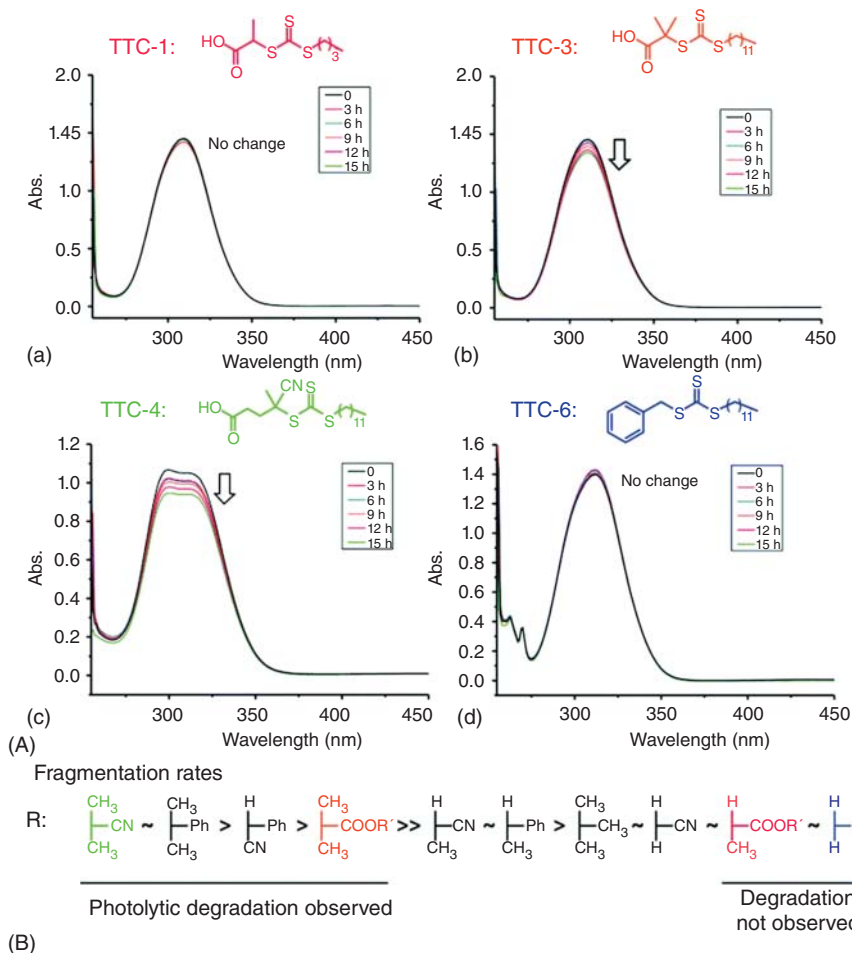 TTC-1:
HO
O
S
S
S
3
2.0
1.45
1.0
0.5
0.0
Abs.
No change
0
3 h
6 h
9 h
12 h
15 h
300 350 400 450
Wavelength (nm)
(a)
TTC-3:
HO
O
S
S
S
11
2.0
1.45
1.0
0.5
0.0
Abs.
0
3 h
6 h
9 h
12 h
15 h
300 350 400 450
Wavelength (nm)
(b)
TTC-4:
HO
O
CN
S
S
S
11
1.2
1.0
0.8
0.6
0.4
0.2
0.0
Abs.
0
3 h
6 h
9 h
12 h
15 h
300 350 400 450
Wavelength (nm)
(c)
TTC-6:
S
S
S
11
1.6
1.4
1.2
1.0
0.8
0.6
0.4
0.2
0.0
Abs.
No change
0
3 h
6 h
9 h
12 h
15 h
300 350 400 450
Wavelength (nm)
(d)
(A)
Fragmentation rates
CH3 CH3 H CH3 H H CH3 H H H
R: CN ~ Ph > Ph > COOR′ >> CN ~ Ph > CH3 ~ CN ~ COOR′ ~
CH3 CH3 CN CH3 CH3 CH3 CH3 H CH3 H
Photolytic degradation observed
Degradation
not observed
(B)